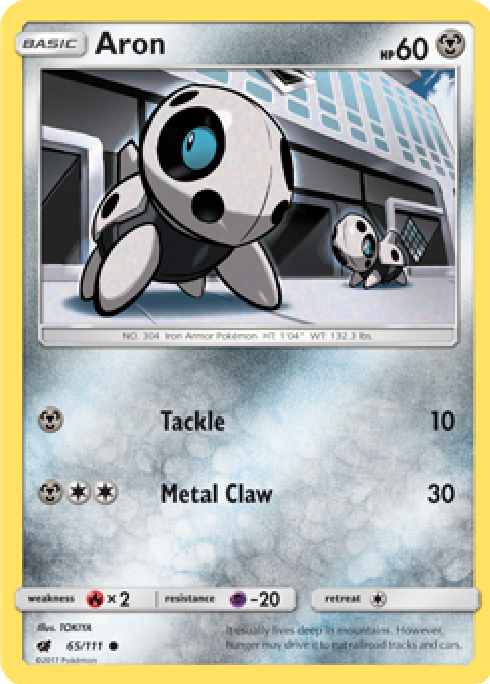 BASIC Aron HP 60
NO. 304 Iron Armor Pokémon HT: 1'04" WT: 132.3 lbs.
Tackle 10
Metal Claw 30
weakness × 2 resistance -20 retreat
Illus. TOKIYA
65/111
©2017 Pokémon
It usually lives deep in mountains. However,
hunger may drive it to eat railroad tracks and cars.